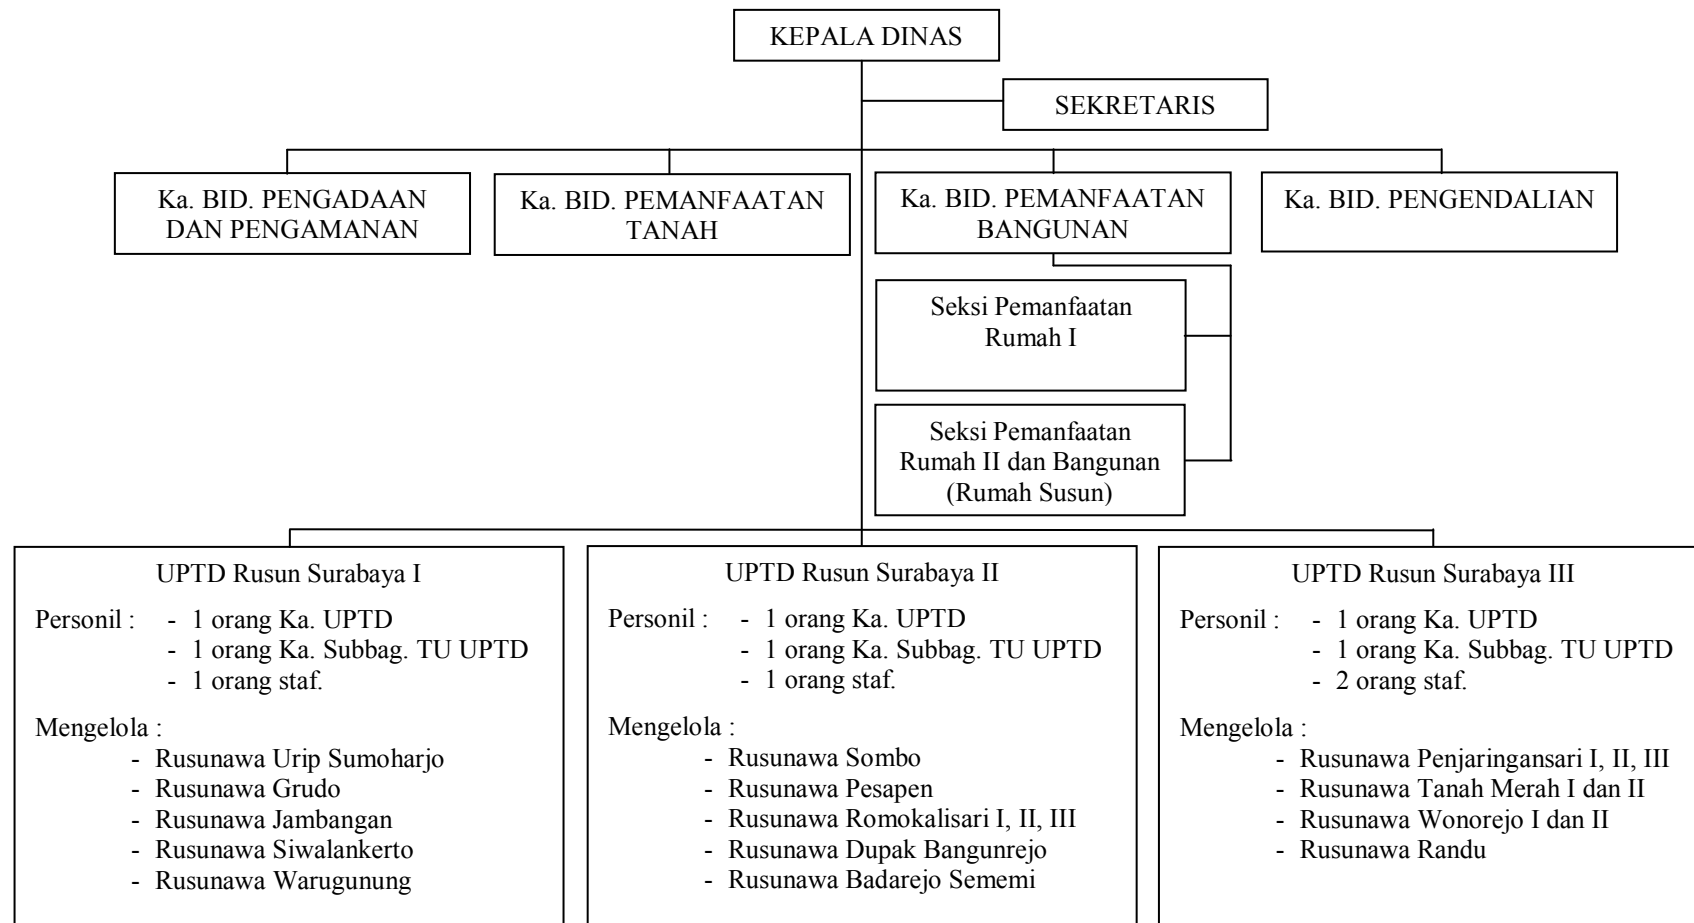 KEPALA DINAS
SEKRETARIS
Ka. BID. PENGADAAN
DAN PENGAMANAN
Ka. BID. PEMANFAATAN
TANAH
Ka. BID. PEMANFAATAN
BANGUNAN
Ka. BID. PENGENDALIAN
Seksi Pemanfaatan
Rumah I
Seksi Pemanfaatan
Rumah II dan Bangunan
(Rumah Susun)
UPTD Rusun Surabaya I
Personil : - 1 orang Ka. UPTD
- 1 orang Ka. Subbag. TU UPTD
- 1 orang staf.
Mengelola :
- Rusunawa Urip Sumoharjo
- Rusunawa Grudo
- Rusunawa Jambangan
- Rusunawa Siwalankerto
- Rusunawa Warugunung
UPTD Rusun Surabaya II
Personil : - 1 orang Ka. UPTD
- 1 orang Ka. Subbag. TU UPTD
- 1 orang staf.
Mengelola :
- Rusunawa Sombo
- Rusunawa Pesapen
- Rusunawa Romokalisari I, II, III
- Rusunawa Dupak Bangunrejo
- Rusunawa Badarejo Sememi
UPTD Rusun Surabaya III
Personil : - 1 orang Ka. UPTD
- 1 orang Ka. Subbag. TU UPTD
- 2 orang staf.
Mengelola :
- Rusunawa Penjaringansari I, II, III
- Rusunawa Tanah Merah I dan II
- Rusunawa Wonorejo I dan II
- Rusunawa Randu